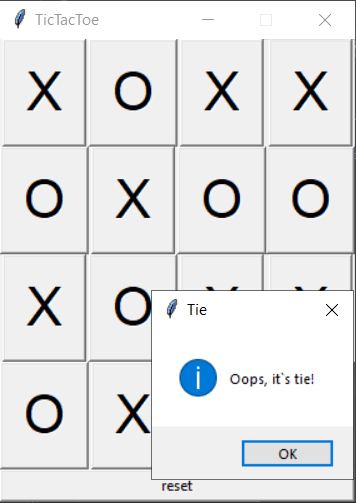 TicTacToe
X O X X
O X O O
X O
Tie
Oops, it`s tie!
O X
OK
reset